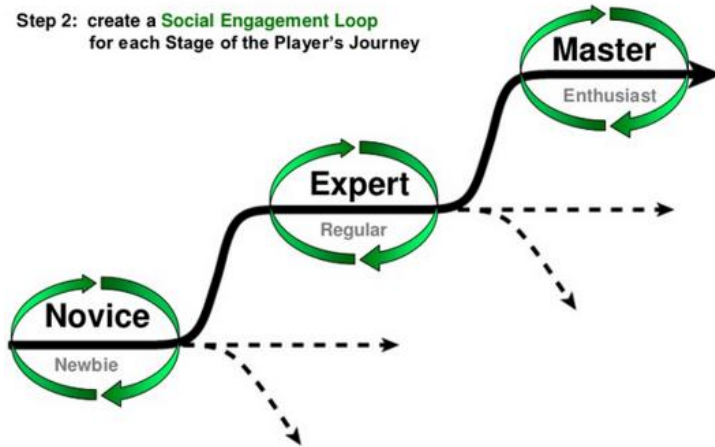 Step 2: create a Social Engagement Loop
for each Stage of the Player's Journey
Master
Enthusiast
Expert
Regular
Novice
Newbie